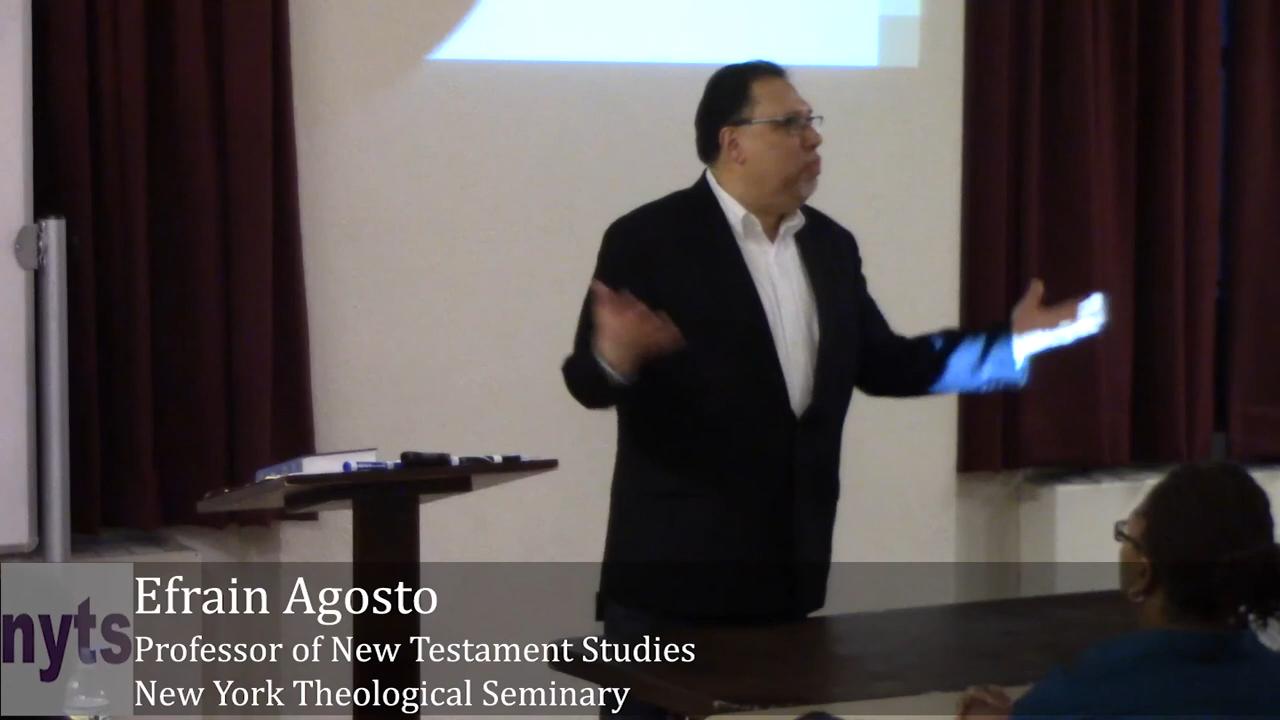 nyts
Efrain Agosto
Professor of New Testament Studies
New York Theological Seminary